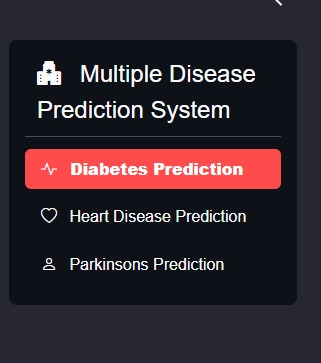 Multiple Disease
Prediction System
Diabetes Prediction
Heart Disease Prediction
Parkinsons Prediction